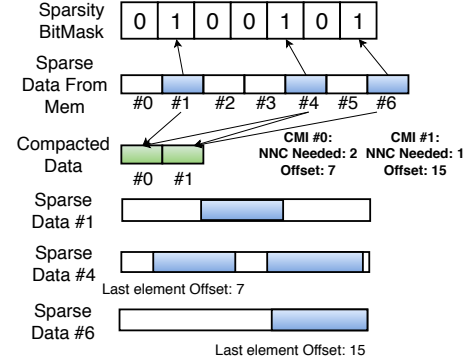 Sparsity
BitMask
0 1 0 0 1 0 1
Sparse
Data From
Mem
#0 #1 #2 #3 #4 #5 #6
Compacted
Data
#0 #1
CMI #0:
NNC Needed: 2
Offset: 7
CMI #1:
NNC Needed: 1
Offset: 15
Sparse
Data #1
Sparse
Data #4
Last element Offset: 7
Sparse
Data #6
Last element Offset: 15